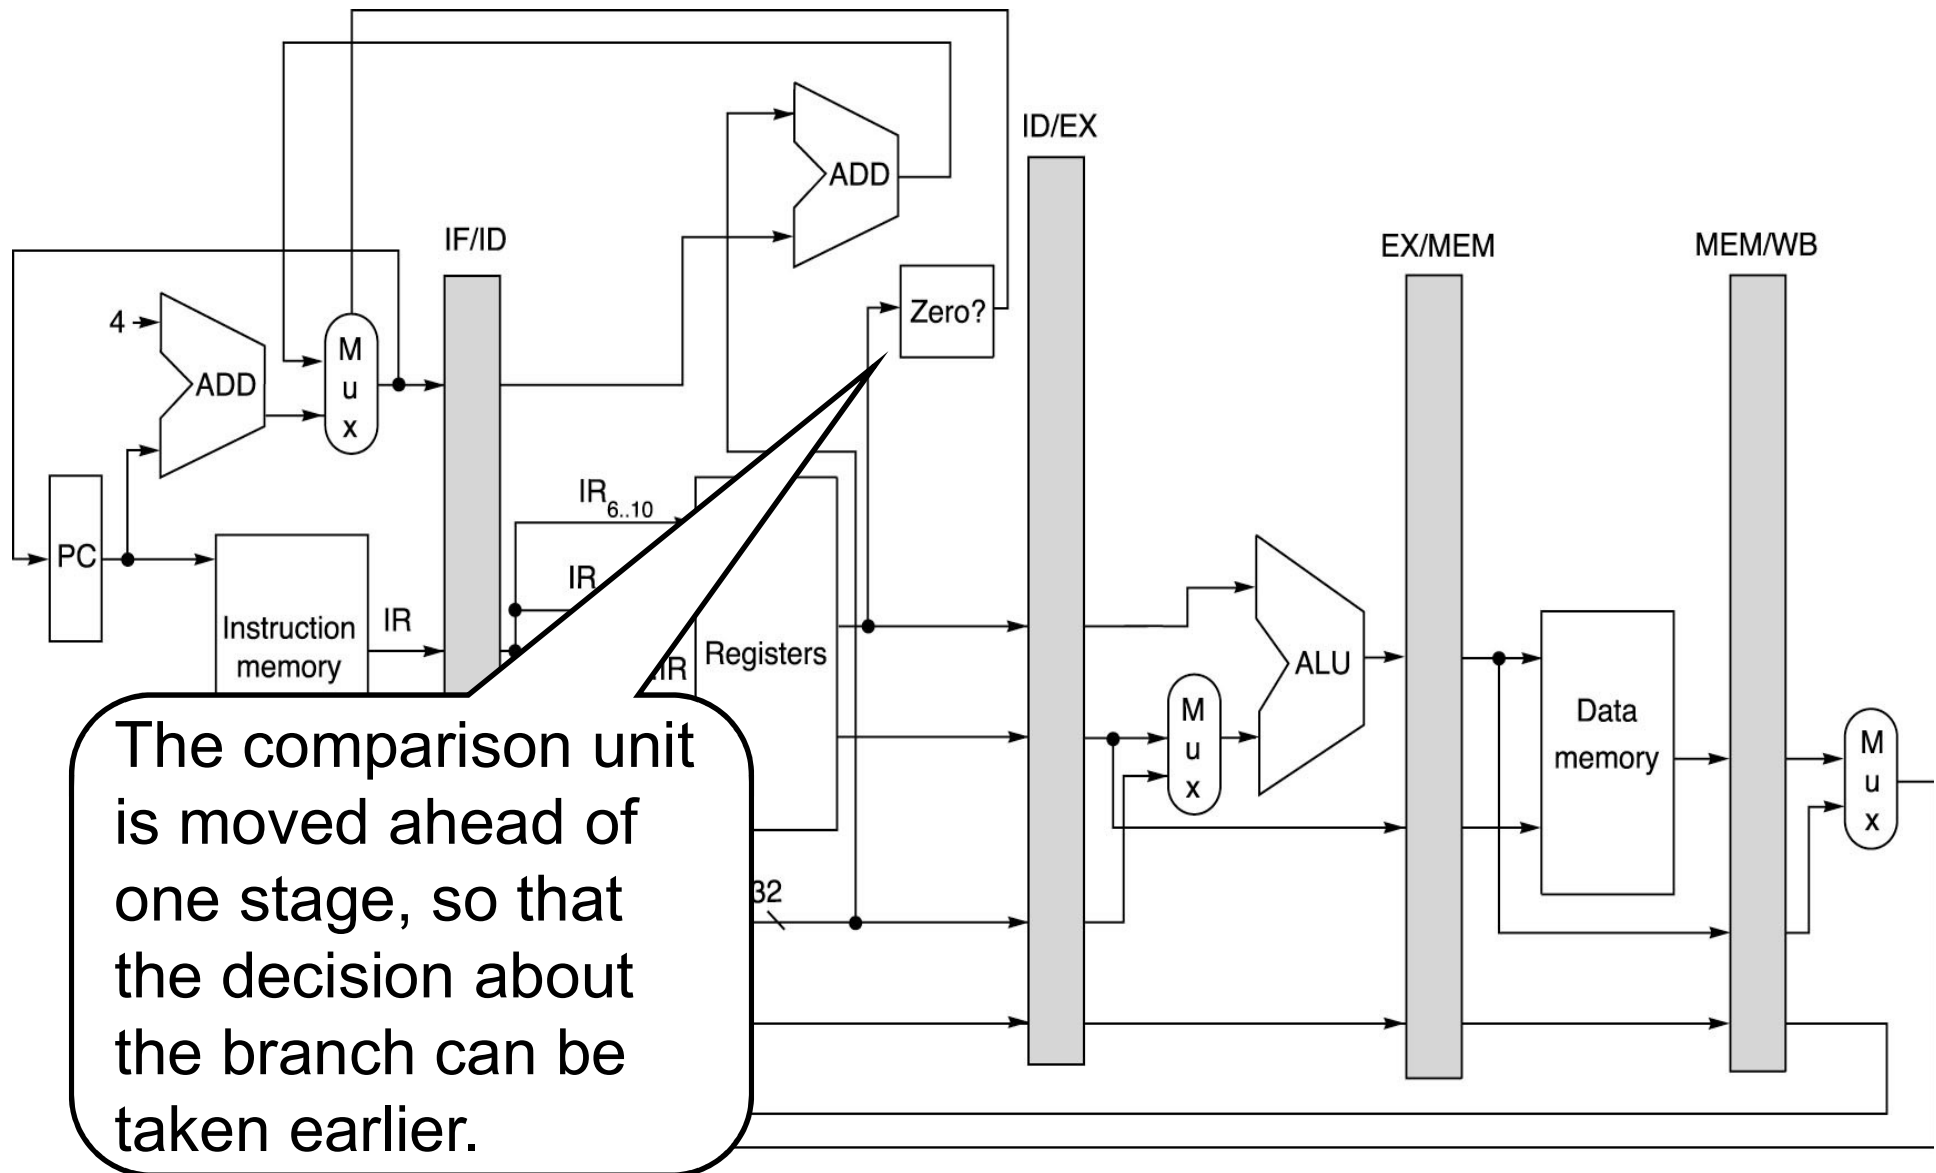 ID/EX
ADD
IF/ID
EX/MEM
MEM/WB
Zero?
4
ADD
M
u
x
IR6..10
PC
IR
IR
Instruction
memory
Registers
IR
ALU
M
u
x
Data
memory
M
u
x
32
The comparison unit
is moved ahead of
one stage, so that
the decision about
the branch can be
taken earlier.